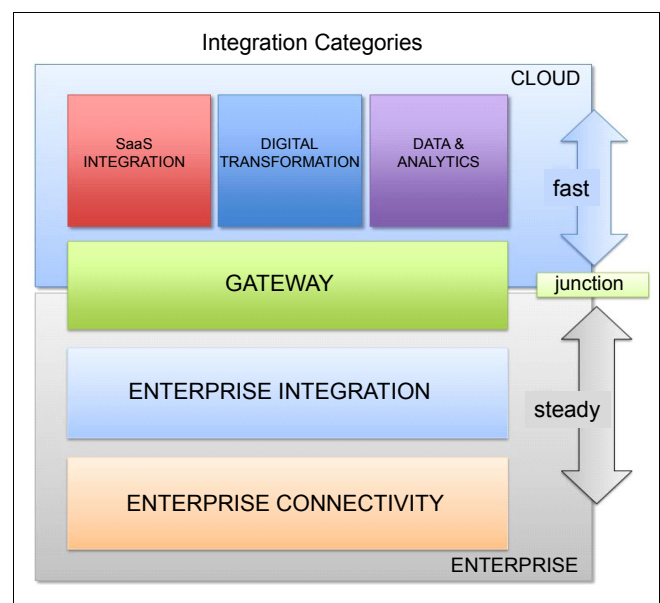 Integration Categories
CLOUD
SaaS
INTEGRATION
DIGITAL
TRANSFORMATION
DATA &
ANALYTICS
fast
GATEWAY
junction
ENTERPRISE INTEGRATION
steady
ENTERPRISE CONNECTIVITY
ENTERPRISE